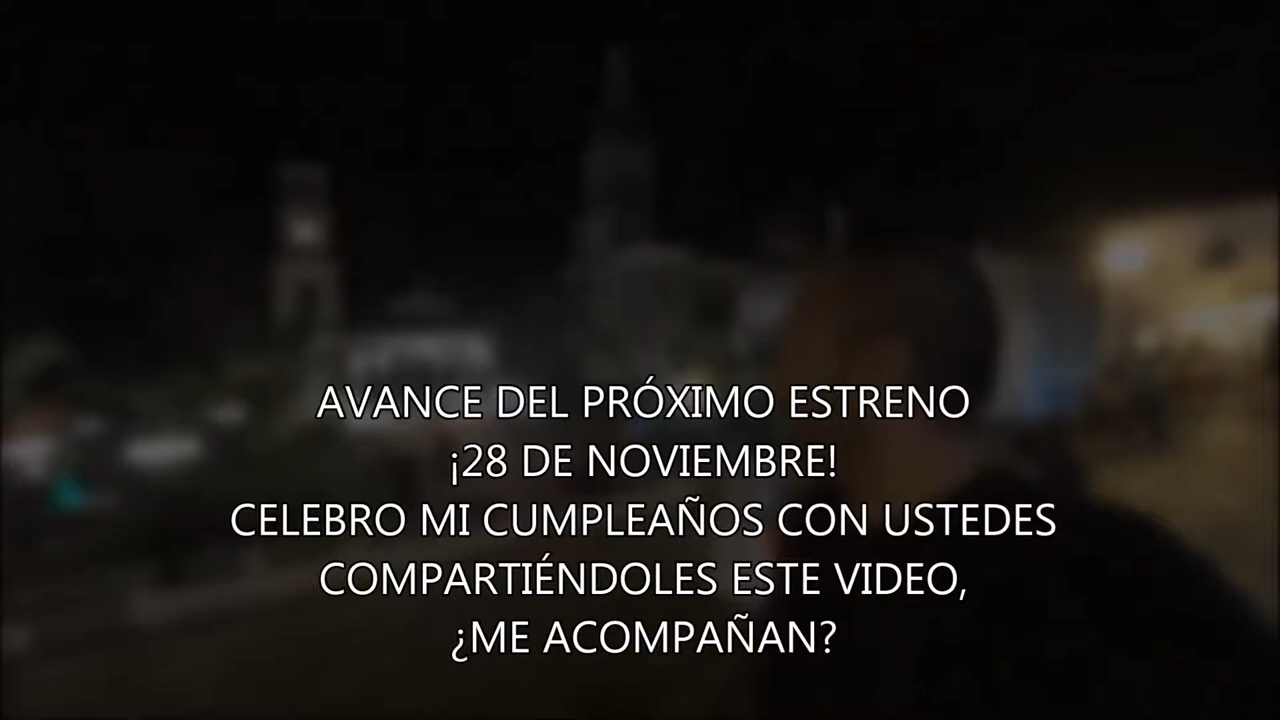 AVANCE DEL PRÓXIMO ESTRENO
¡28 DE NOVIEMBRE!
CELEBRO MI CUMPLEAÑOS CON USTEDES
COMPARTIÉNDOLES ESTE VIDEO,
¿ME ACOMPAÑAN?